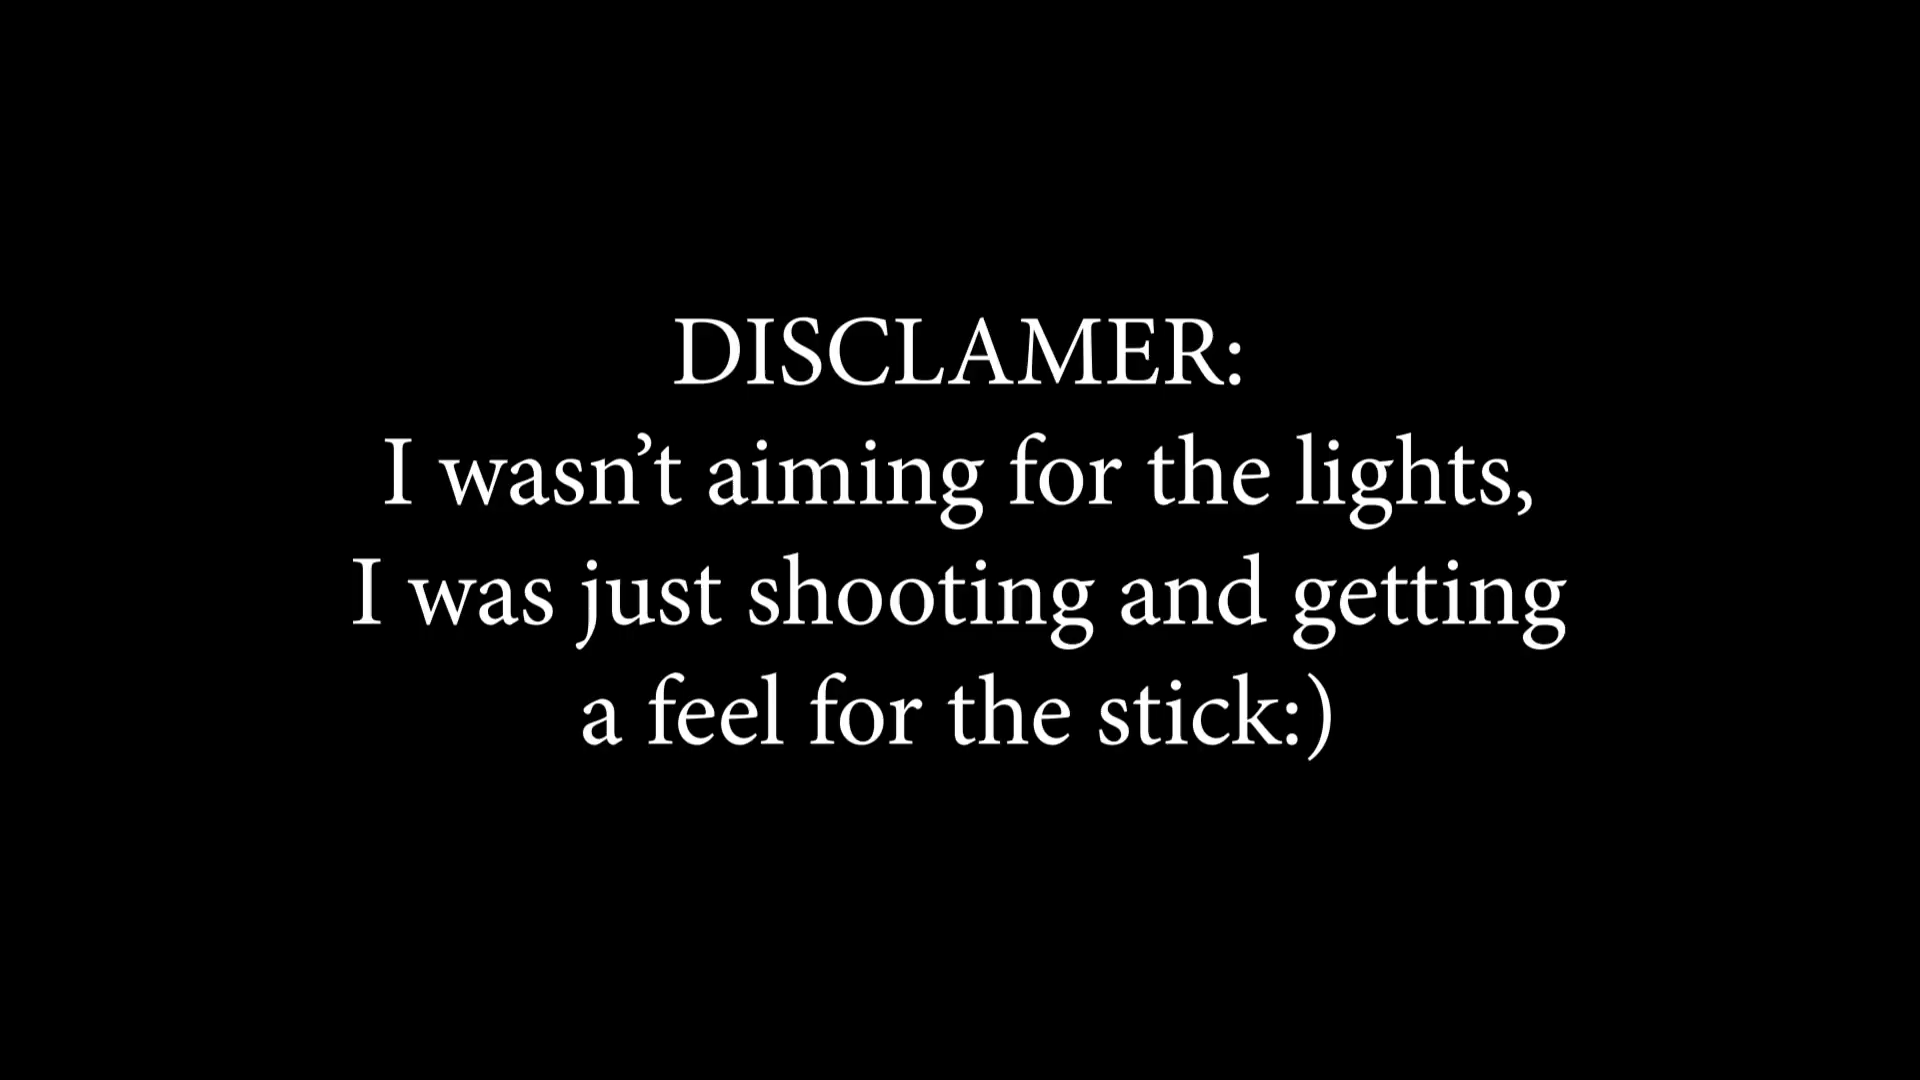 DISCLAMER:
I wasn’t aiming for the lights,
I was just shooting and getting
a feel for the stick:)